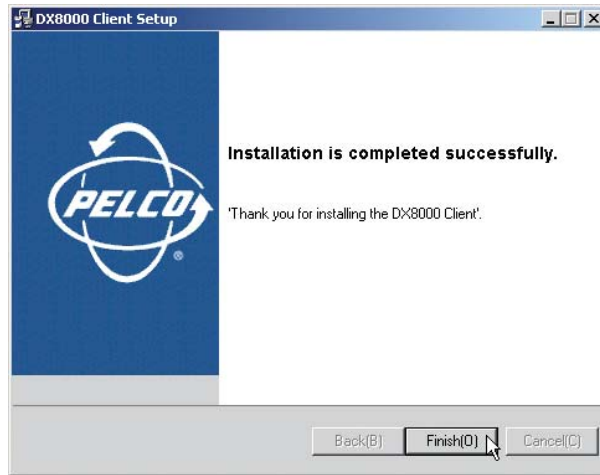 DX8000 Client Setup
PELCO
®
Installation is completed successfully.
'Thank you for installing the DX8000 Client'.
Back(B)
Finish(O)
Cancel(C)